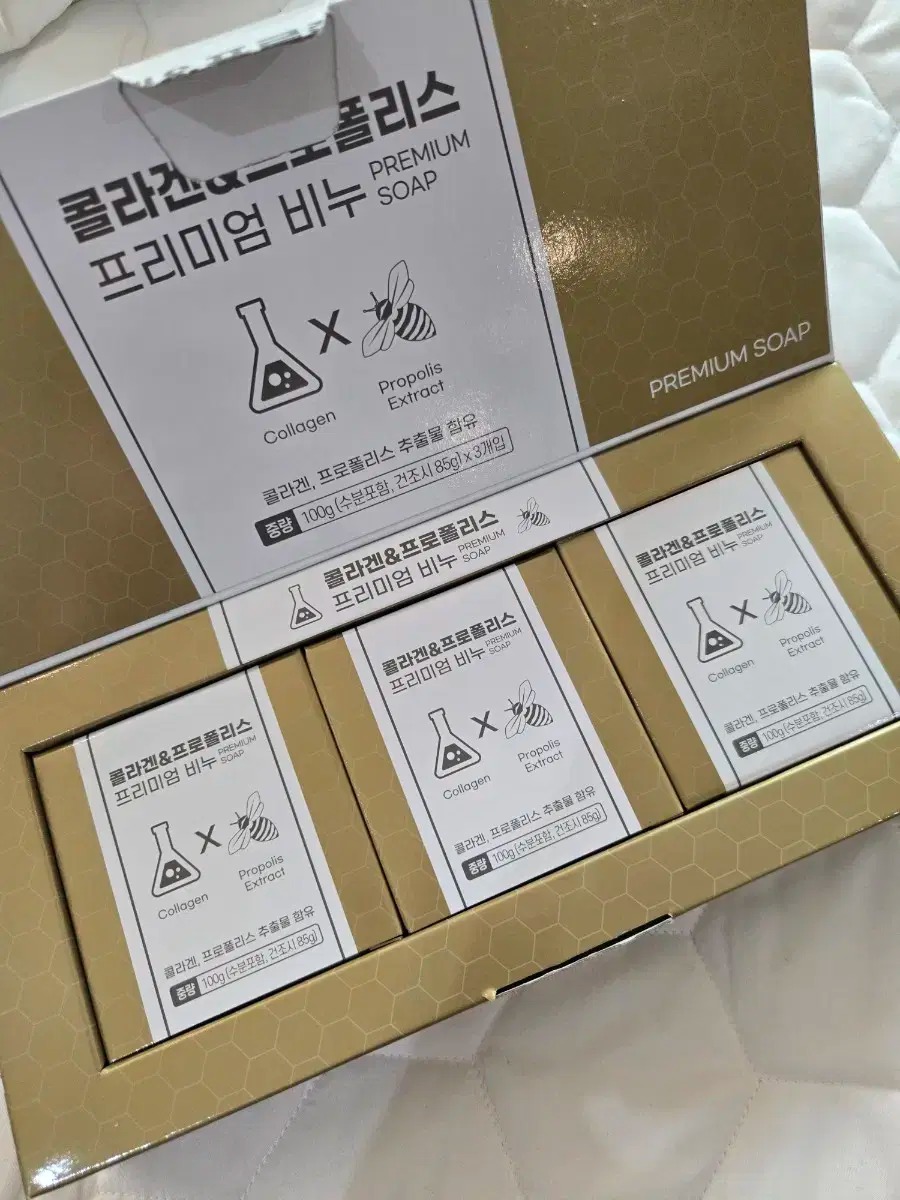 콜라겐&프로폴리스
프리미엄 비누 PREMIUM SOAP
X
Collagen
Propolis Extract
콜라겐, 프로폴리스 추출물 함유
중량 100g (수분포함, 건조시 85g) x 3개입
PREMIUM SOAP
콜라겐&프로폴리스
프리미엄 비누 PREMIUM SOAP
콜라겐&프로폴리스
프리미엄 비누 PREMIUM SOAP
X
Collagen
Propolis Extract
콜라겐, 프로폴리스 추출물 함유
중량 100g (수분포함, 건조시 85g)
콜라겐&프로폴리스
프리미엄 비누 PREMIUM SOAP
X
Collagen
Propolis Extract
콜라겐, 프로폴리스 추출물 함유
중량 100g (수분포함, 건조시 85g)
콜라겐&프로폴리스
프리미엄 비누 PREMIUM SOAP
X
Collagen
Propolis Extract
콜라겐, 프로폴리스 추출물 함유
중량 100g (수분포함, 건조시 85g)